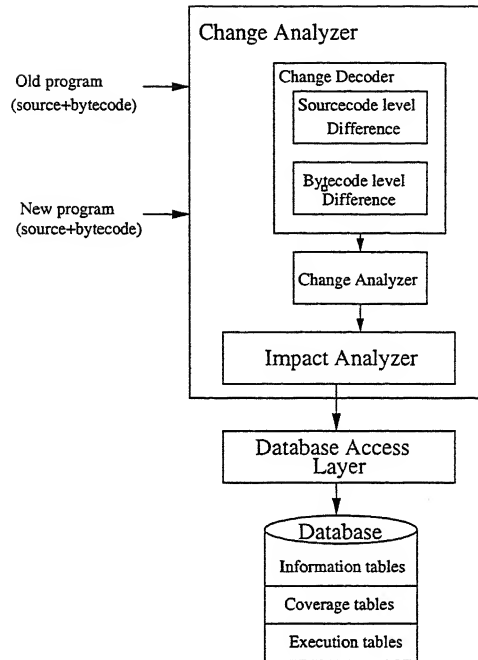 Change Analyzer
Old program
(source+bytecode)
Change Decoder
Sourcecode level
Difference
Bytecode level
Difference
New program
(source+bytecode)
Change Analyzer
Impact Analyzer
Database Access
Layer
Database
Information tables
Coverage tables
Execution tables